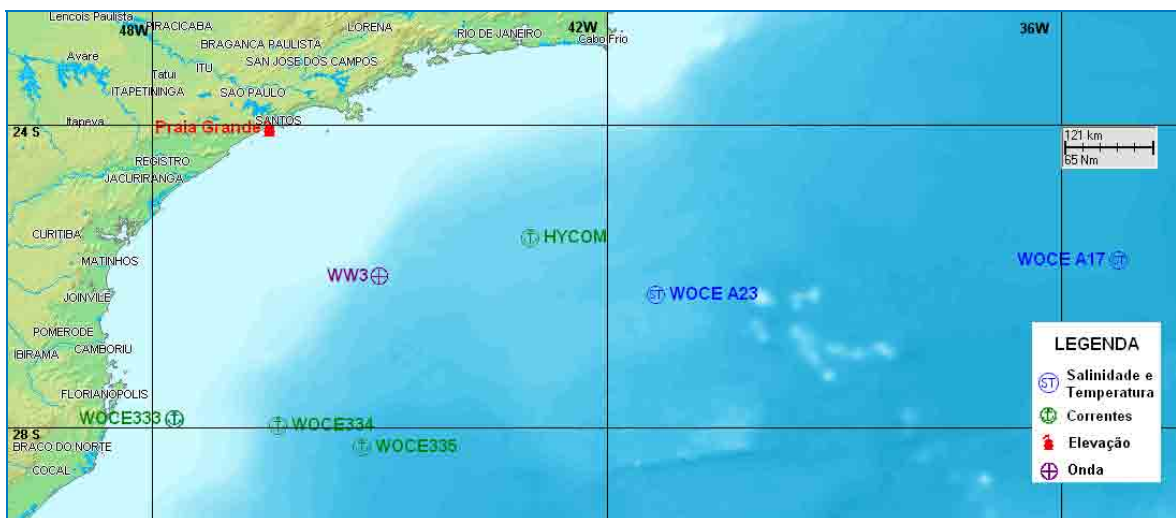 Lencois Paulista
48W
PIRACICABA
LORENA
RIO DE JANEIRO
42W
Cabo Frio
36W
BRAGANCA PAULISTA
Avare
ITU
SAN JOSE DOS CAMPOS
Tatui
ITAPETININGA
SAO PAULO
Itapeva
SANTOS
Praia Grande
24 S
121 km
65 Nm
REGISTRO
JACURIRANGA
CURITIBA
HYCOM
MATINHOS
WW3
WOCE A17
ST
JOINVILE
ST
WOCE A23
POMERODE
IBIRAMA
CAMBORIU
LEGENDA
ST
Salinidade e
Temperatura
FLORIANOPOLIS
WOCE333
WOCE334
Correntes
28 S
BRACO DO NORTE
WOCE335
Elevação
COCAL
Onda